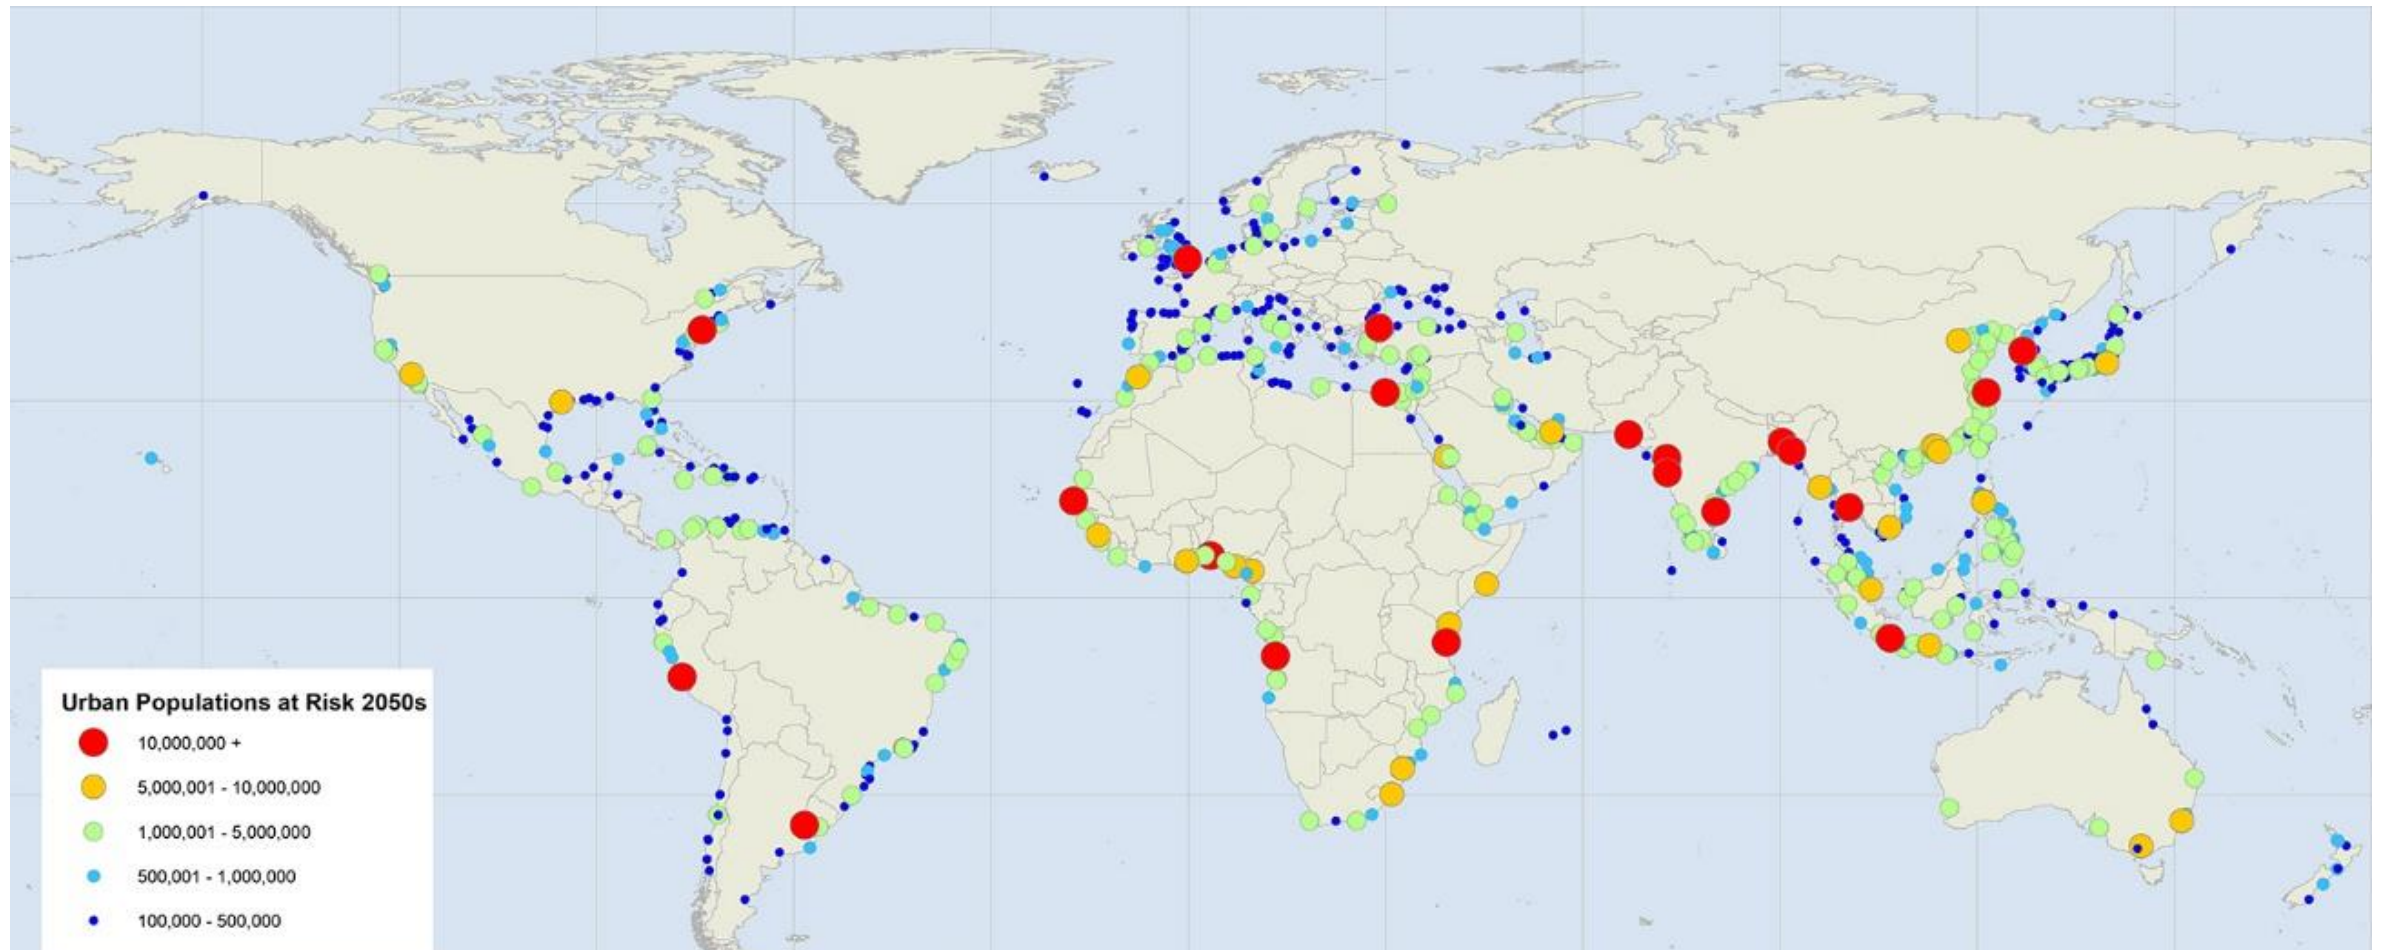 Urban Populations at Risk 2050s
10,000,000 +
5,000,001 - 10,000,000
1,000,001 - 5,000,000
500,001 - 1,000,000
100,000 - 500,000